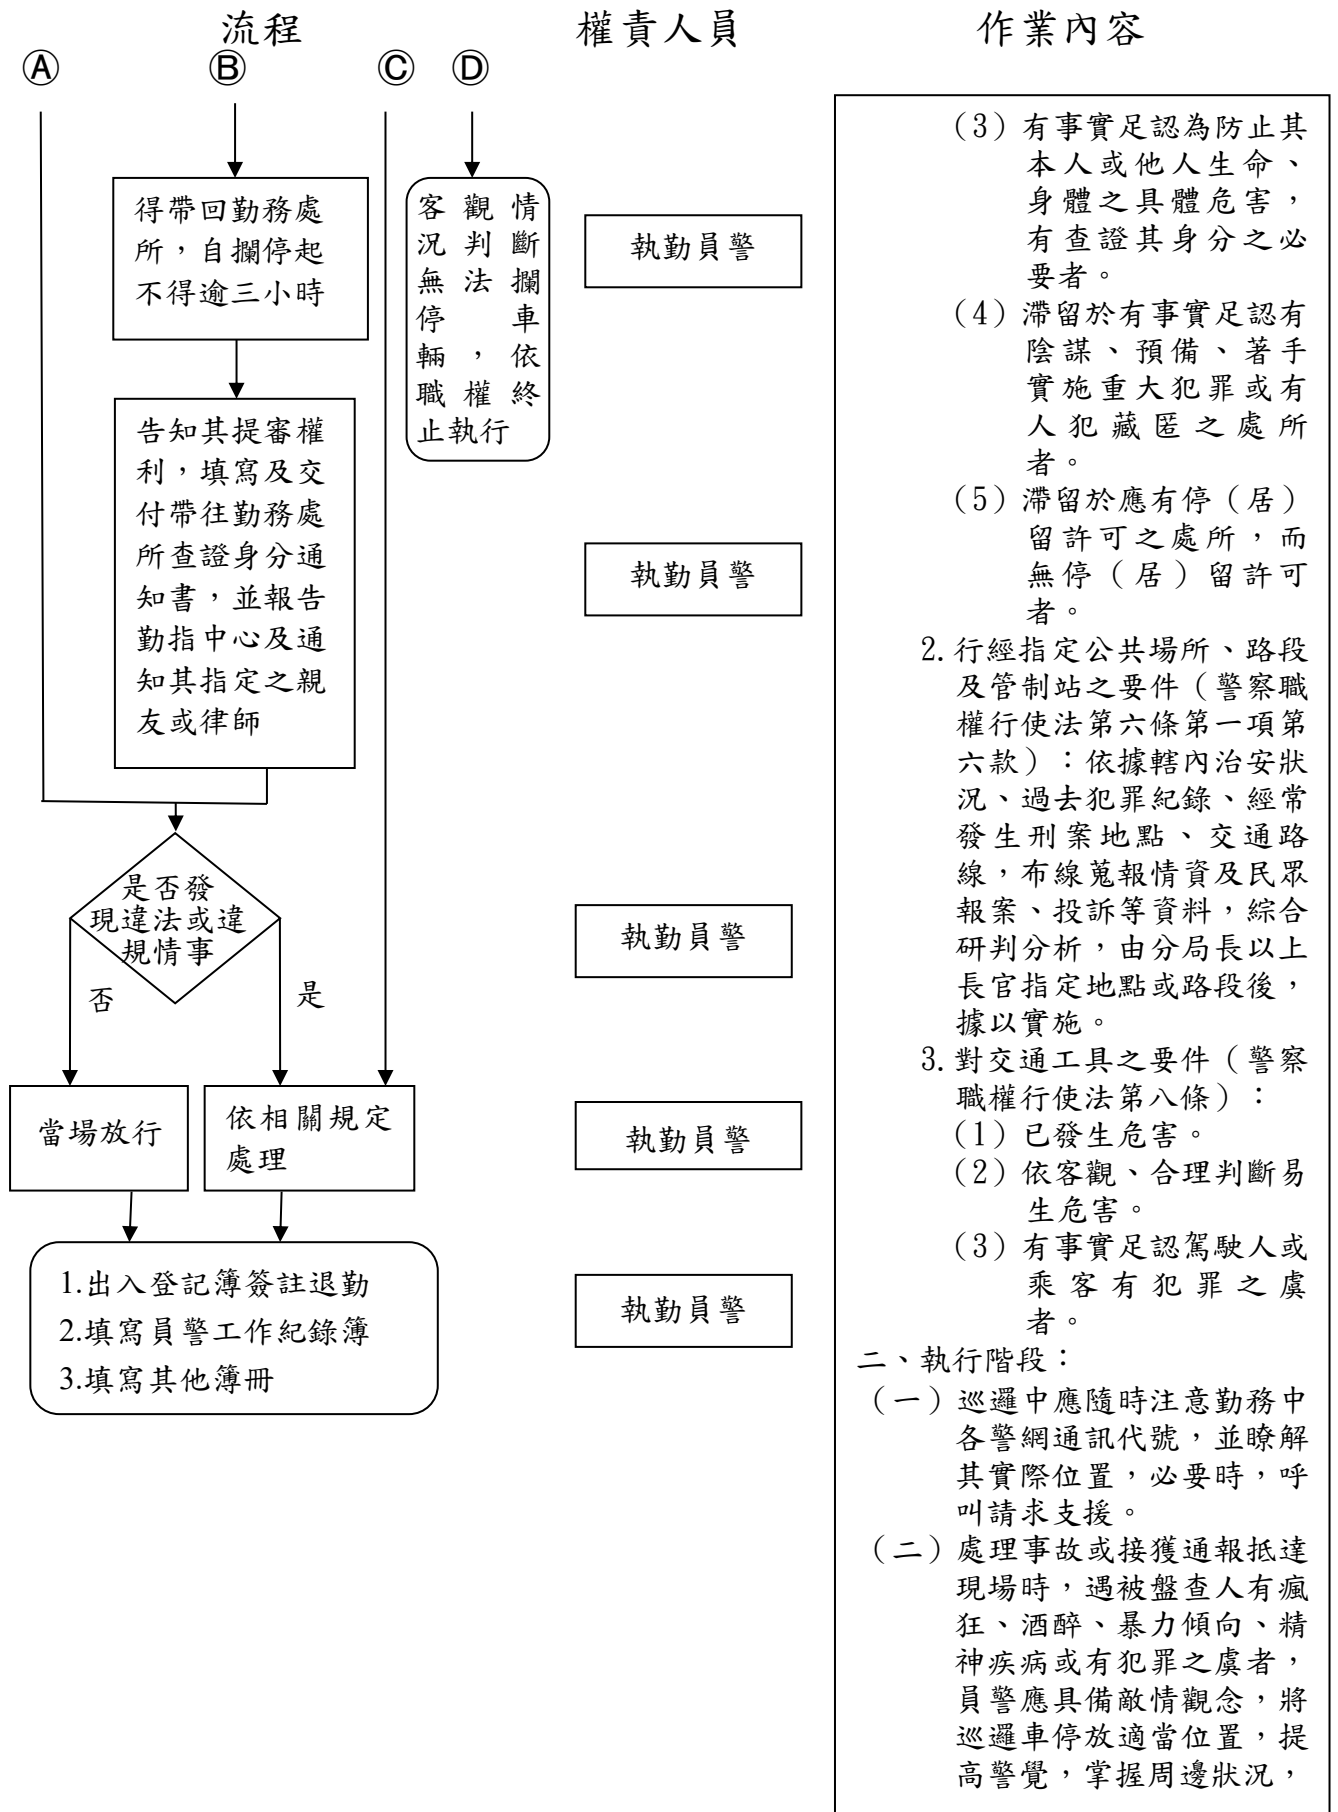 流程
權責人員
作業內容
Ⓐ
Ⓑ
Ⓒ
Ⓓ
得帶回勤務處
所，自攔停起
不得逾三小時
告知其提審權
利，填寫及交
付帶往勤務處
所查證身分通
知書，並報告
勤指中心及通
知其指定之親
友或律師
客觀情
況判斷
無法攔
停車
輛，依
職權終
止執行
是否發
現違法或違
規情事
否
是
當場放行
依相關規定
處理
1.出入登記簿簽註退勤
2.填寫員警工作紀錄簿
3.填寫其他簿冊
執勤員警
執勤員警
執勤員警
執勤員警
執勤員警
（3）有事實足認為防止其
本人或他人生命、
身體之具體危害，
有查證其身分之必
要者。
（4）滯留於有事實足認有
陰謀、預備、著手
實施重大犯罪或有
人犯藏匿之處所
者。
（5）滯留於應有停（居）
留許可之處所，而
無停（居）留許可
者。
2.行經指定公共場所、路段
及管制站之要件（警察職
權行使法第六條第一項第
六款）：依據轄內治安狀
況、過去犯罪紀錄、經常
發生刑案地點、交通路
線，布線蒐報情資及民眾
報案、投訴等資料，綜合
研判分析，由分局長以上
長官指定地點或路段後，
據以實施。
3.對交通工具之要件（警察
職權行使法第八條）：
（1）已發生危害。
（2）依客觀、合理判斷易
生危害。
（3）有事實足認駕駛人或
乘客有犯罪之虞
者。
二、執行階段：
（一）巡邏中應隨時注意勤務中
各警網通訊代號，並瞭解
其實際位置，必要時，呼
叫請求支援。
（二）處理事故或接獲通報抵達
現場時，遇被盤查人有瘋
狂、酒醉、暴力傾向、精
神疾病或有犯罪之虞者，
員警應具備敵情觀念，將
巡邏車停放適當位置，提
高警覺，掌握周邊狀況，